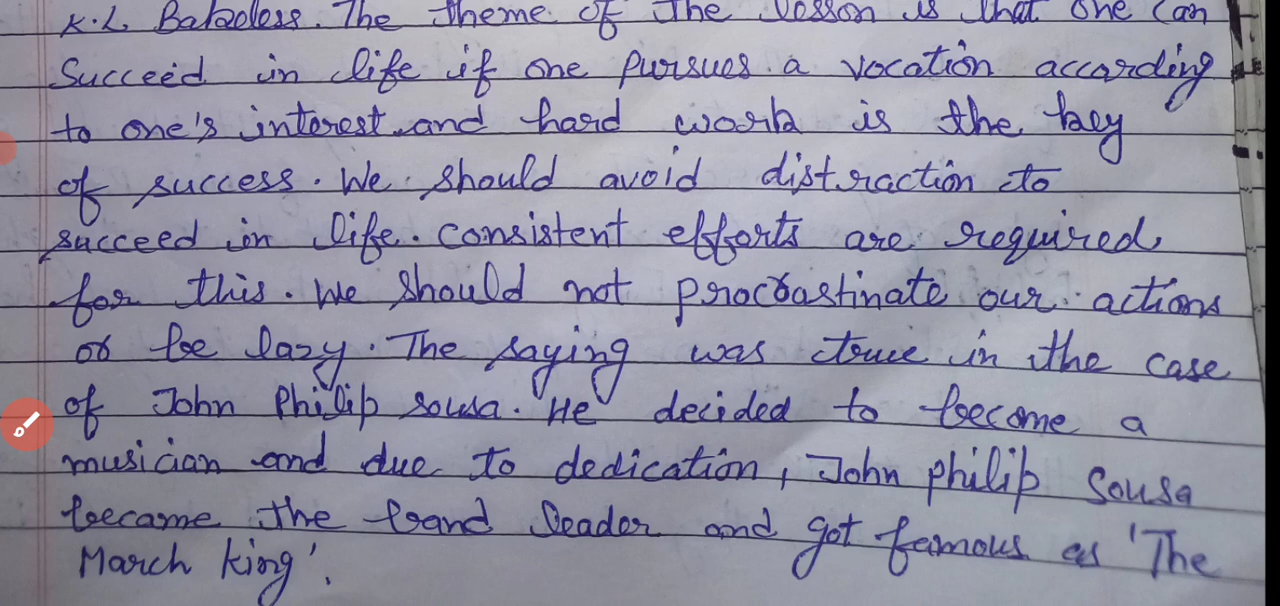 K.L. Batadless. The theme of the lesson is that one can
Succeed in life if one pursues a vocation according
to one's interest and hard work is the key
of success. We should avoid distraction to
succeed in life. consistent efforts are required
for this. We should not procrastinate our actions
or be lazy. The saying was true in the case
of John Philip sousa. He decided to become a
musician and due to dedication, John philip Sousa
became the band leader and got famous as 'The
March king'.